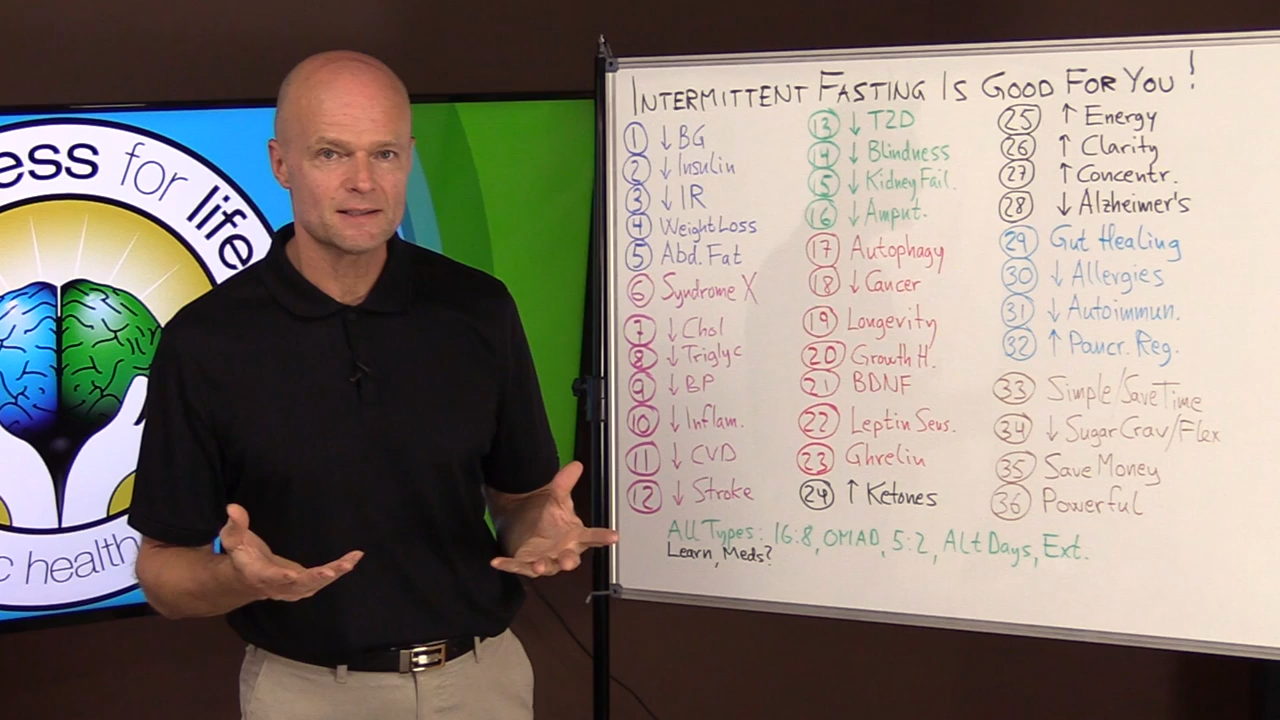 ess for life
c health
INTERMITTENT FASTING IS GOOD FOR YOU!
1 ↓ BG
2 ↓ Insulin
3 ↓ IR
4 Weight Loss
5 Abd. Fat
6 Syndrome X
7 ↓ Chol
8 ↓ Triglyc
9 ↓ BP
10 ↓ Inflam.
11 ↓ CVD
12 ↓ Stroke
13 ↓ T2D
14 ↓ Blindness
15 ↓ Kidney Fail.
16 ↓ Amput.
17 Autophagy
18 ↓ Cancer
19 Longevity
20 Growth H.
21 BDNF
22 Leptin Sens.
23 Ghrelin
24 ↑ Ketones
25 ↑ Energy
26 ↑ Clarity
27 ↑ Concentr.
28 ↓ Alzheimer's
29 Gut Healing
30 ↓ Allergies
31 ↓ Autoimmun.
32 ↑ Pancr. Reg.
33 Simple/Save Time
34 ↓ Sugar Crav/Flex
35 Save Money
36 Powerful
All Types: 16:8, OMAD, 5:2, Alt Days, Ext.
Learn, Meds?